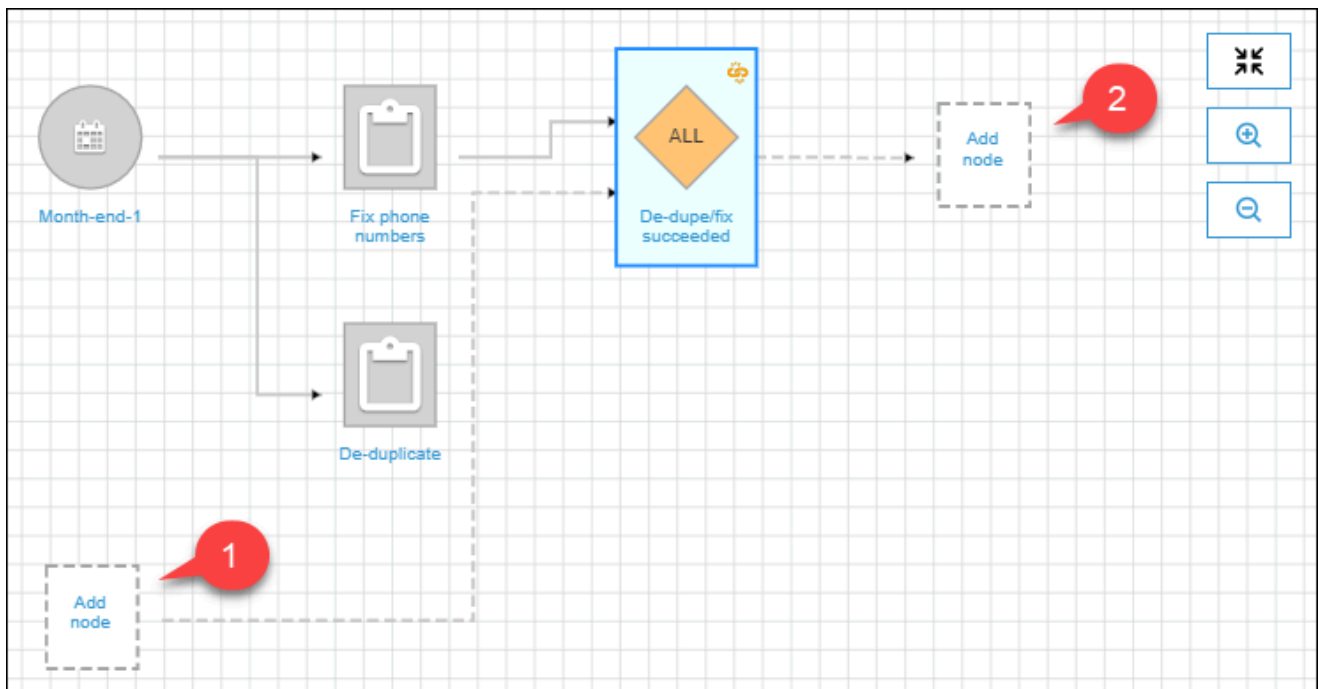 Month-end-1
Fix phone
numbers
ALL
De-dupe/fix
succeeded
Add
node
2
De-duplicate
1
Add
node